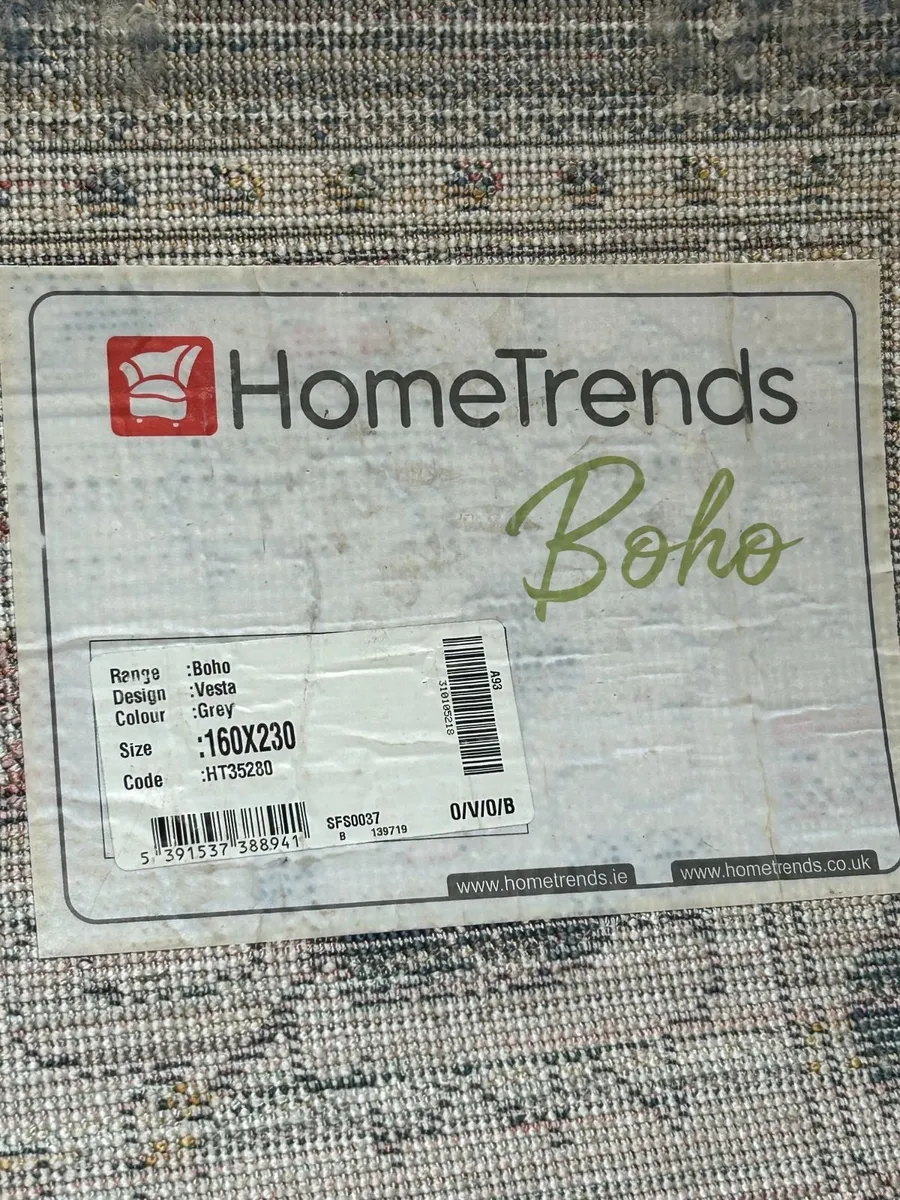 HomeTrends
Boho
Range :Boho
Design :Vesta
Colour :Grey
Size :160X230
Code :HT35280
A93
310105218
5 391537 388941
SFS0037
B 139719
O/V/O/B
www.hometrends.ie
www.hometrends.co.uk